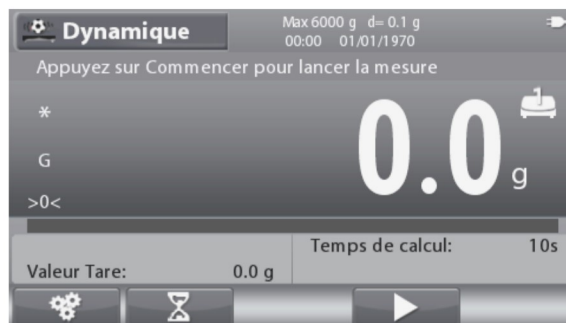 Dynamique
Max 6000 g d= 0.1 g
00:00 01/01/1970
Appuyez sur Commencer pour lancer la mesure
*
1
G
0.0 g
>0<
Temps de calcul: 10s
Valeur Tare: 0.0 g